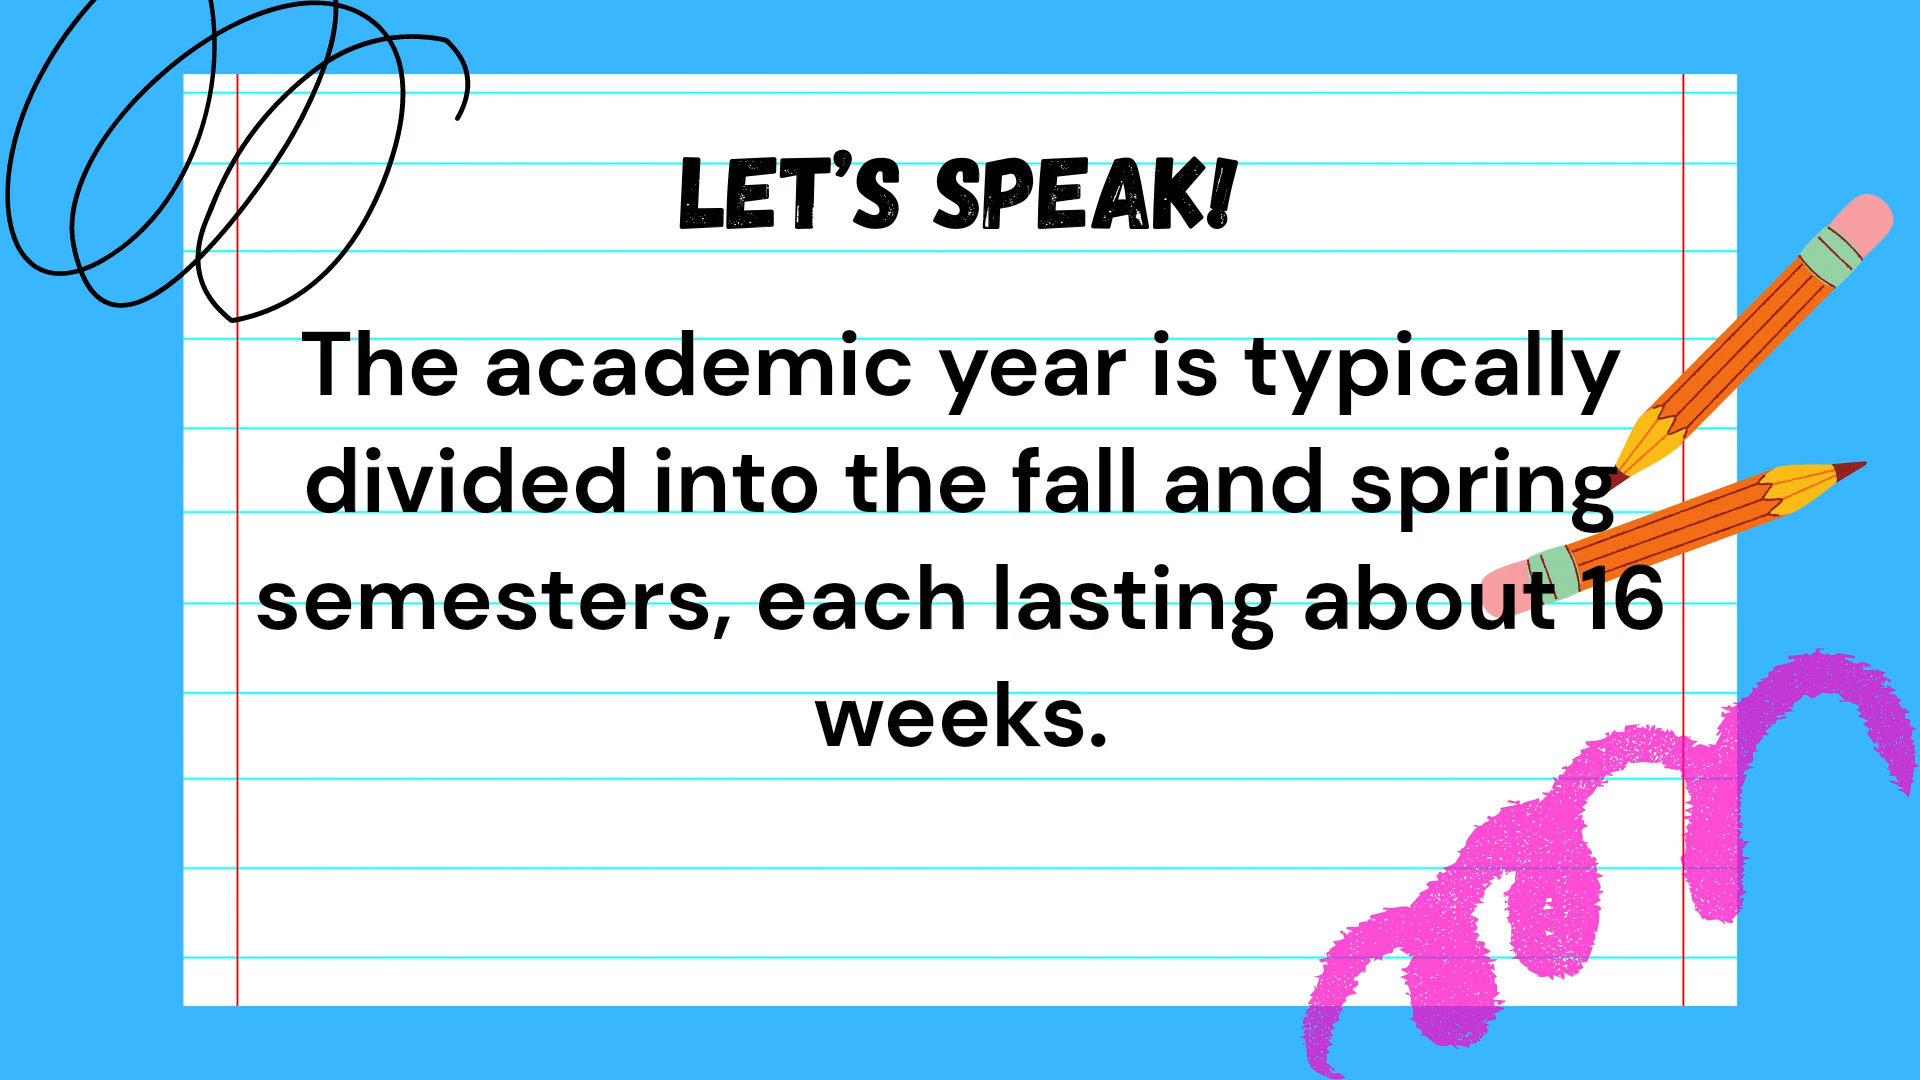 LET'S SPEAK!
The academic year is typically
divided into the fall and spring
semesters, each lasting about 16
weeks.